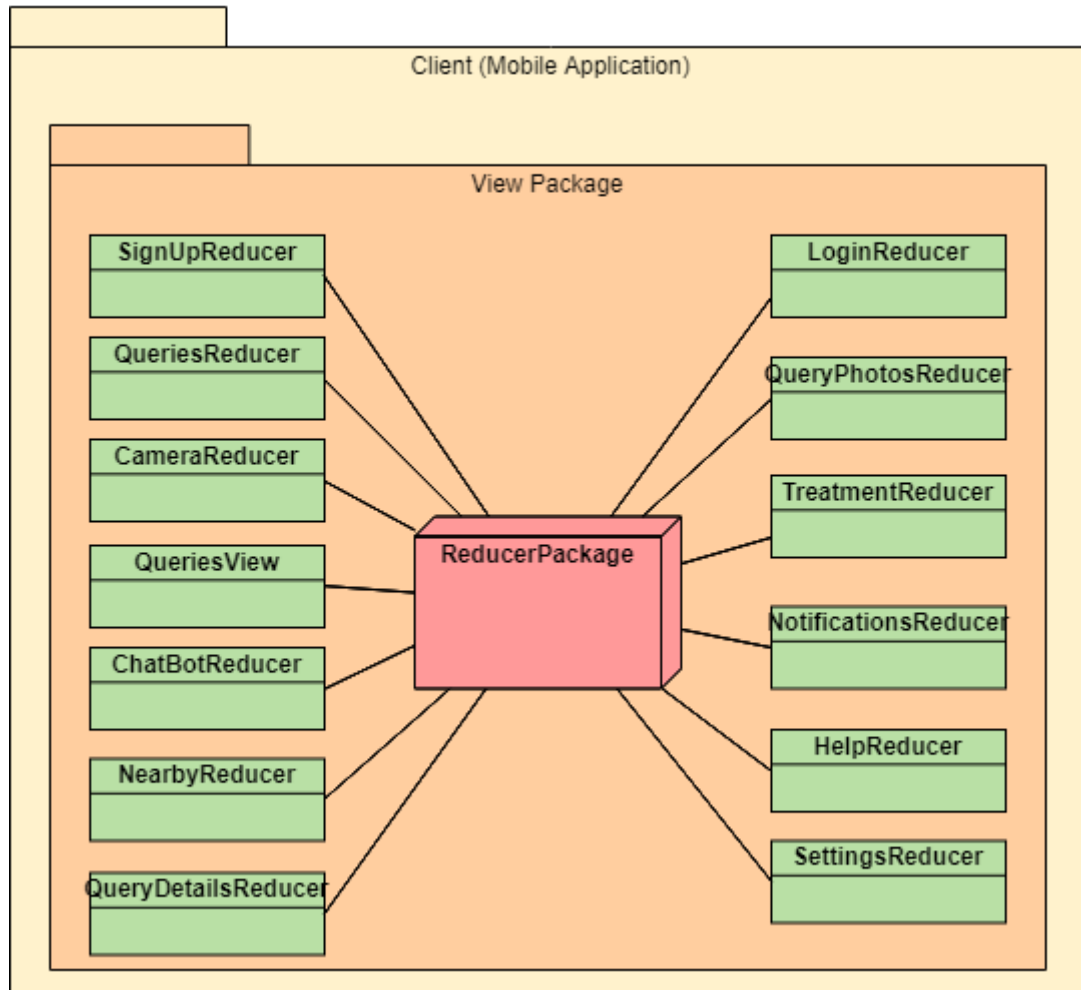 Client (Mobile Application)
View Package
SignUpReducer
LoginReducer
QueriesReducer
QueryPhotosReducer
CameraReducer
TreatmentReducer
QueriesView
ReducerPackage
NotificationsReducer
ChatBotReducer
NearbyReducer
HelpReducer
QueryDetailsReducer
SettingsReducer